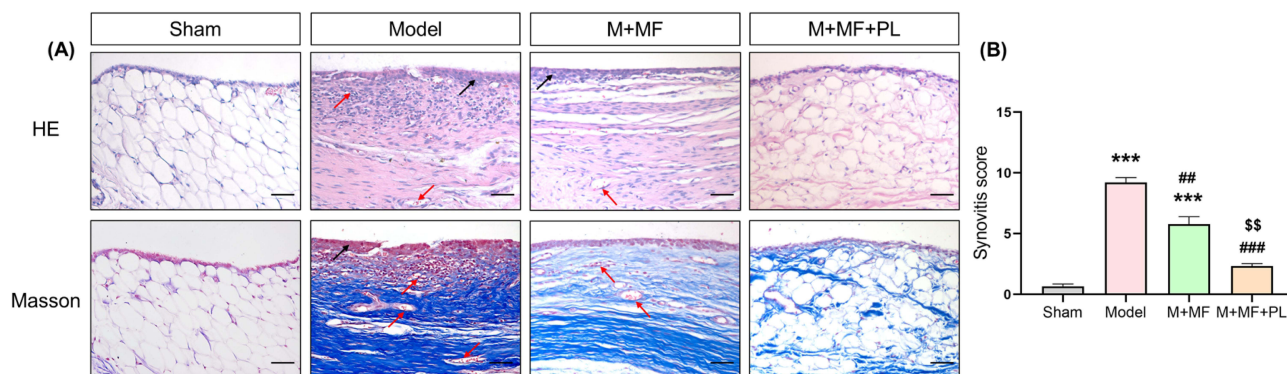 Sham Model M+MF M+MF+PL
(A)
HE
Masson
(B)
Synovitis score
15
10
5
0
***
##
***
$$
###
Sham Model M+MF M+MF+PL